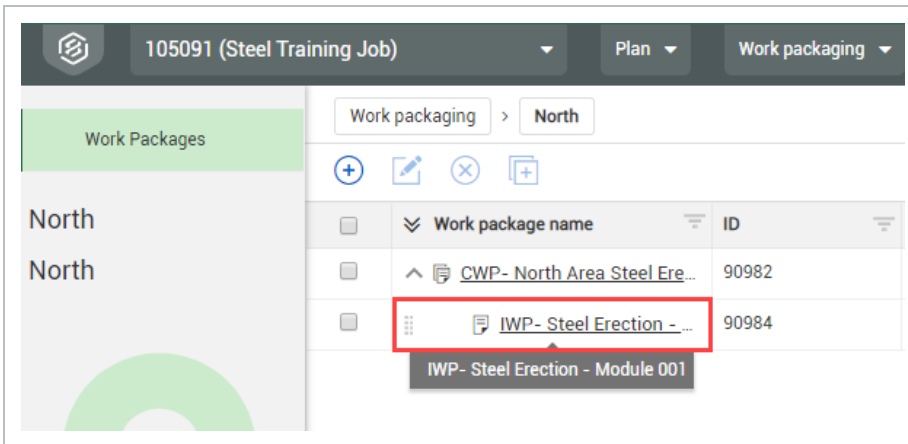 105091 (Steel Training Job) Plan Work packaging
Work Packages
Work packaging > North
North
North
Work package name ID
CWP- North Area Steel Ere... 90982
IWP- Steel Erection - ... 90984
IWP- Steel Erection - Module 001